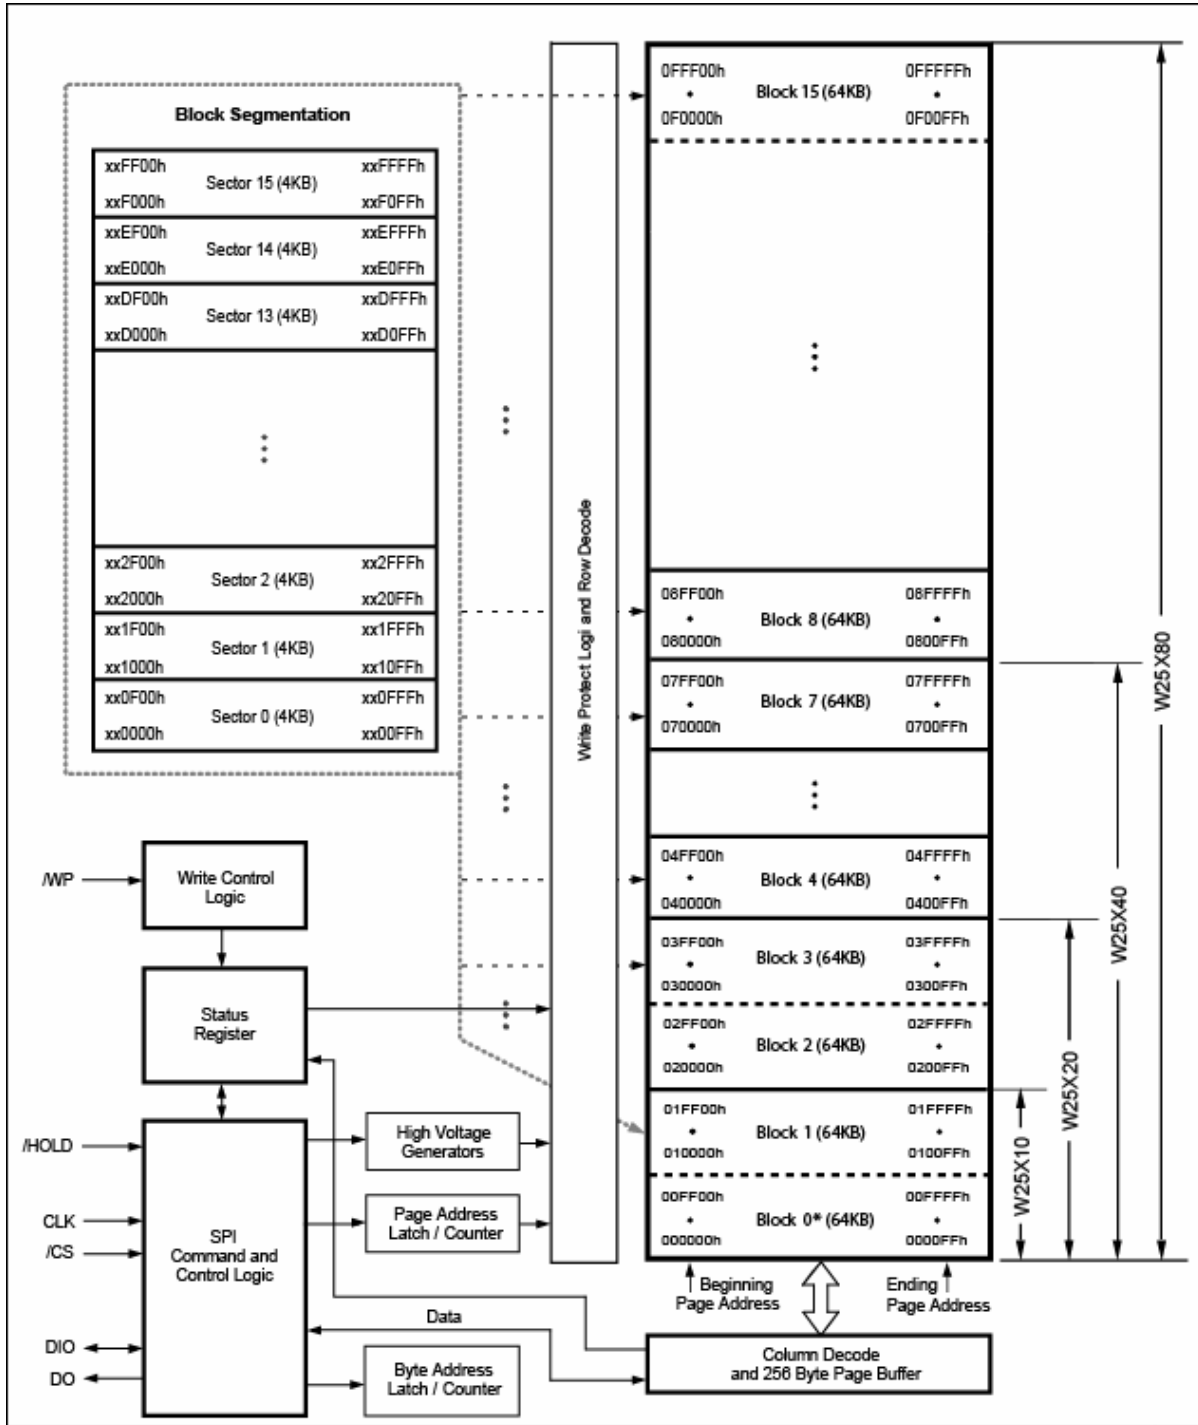 Block Segmentation
xxFF00h xxFFFFh
Sector 15 (4KB)
xxF000h xxF0FFh
xxEF00h xxEFFFh
Sector 14 (4KB)
xxE000h xxE0FFh
xxDF00h xxDFFFh
Sector 13 (4KB)
xxD000h xxD0FFh
xx2F00h xx2FFFh
Sector 2 (4KB)
xx2000h xx20FFh
xx1F00h xx1FFFh
Sector 1 (4KB)
xx1000h xx10FFh
xx0F00h xx0FFFh
Sector 0 (4KB)
xx0000h xx00FFh
Write Protect Logi and Row Decode
0FFF00h 0FFFFFh
Block 15 (64KB)
0F0000h 0F00FFh
08FF00h 08FFFFh
Block 8 (64KB)
080000h 0800FFh
07FF00h 07FFFFh
Block 7 (64KB)
070000h 0700FFh
04FF00h 04FFFFh
Block 4 (64KB)
040000h 0400FFh
03FF00h 03FFFFh
Block 3 (64KB)
030000h 0300FFh
02FF00h 02FFFFh
Block 2 (64KB)
020000h 0200FFh
01FF00h 01FFFFh
Block 1 (64KB)
010000h 0100FFh
00FF00h 00FFFFh
Block 0* (64KB)
000000h 0000FFh
W25X10
W25X20
W25X40
W25X80
Beginning
Page Address
Ending
Page Address
Column Decode
and 256 Byte Page Buffer
/WP
Write Control
Logic
Status
Register
/HOLD
CLK
/CS
DIO
DO
SPI
Command and
Control Logic
High Voltage
Generators
Page Address
Latch / Counter
Data
Byte Address
Latch / Counter